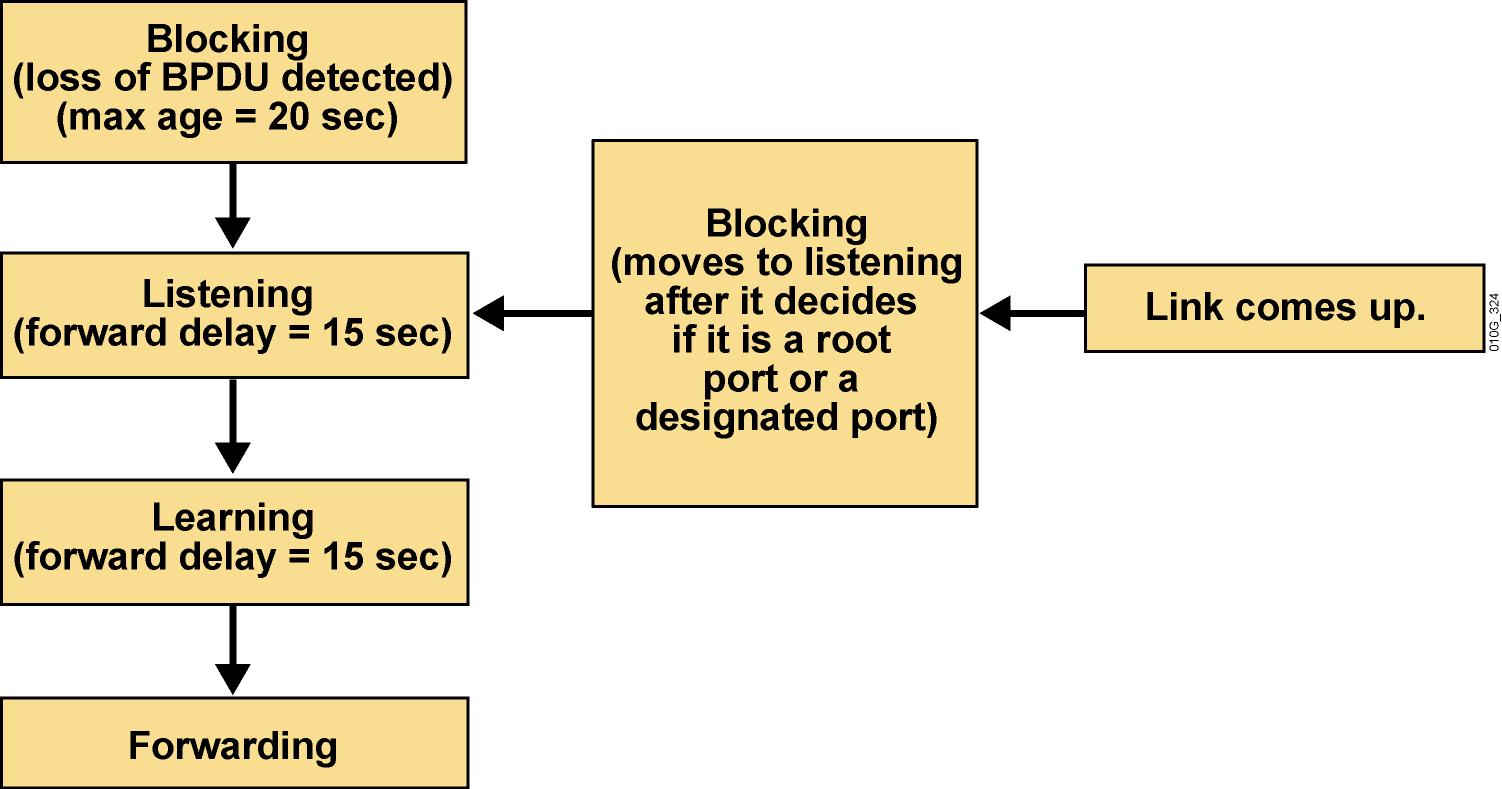 Blocking
(loss of BPDU detected)
(max age = 20 sec)
Listening
(forward delay = 15 sec)
Learning
(forward delay = 15 sec)
Forwarding
Blocking
(moves to listening
after it decides
if it is a root
port or a
designated port)
Link comes up.
010G_324